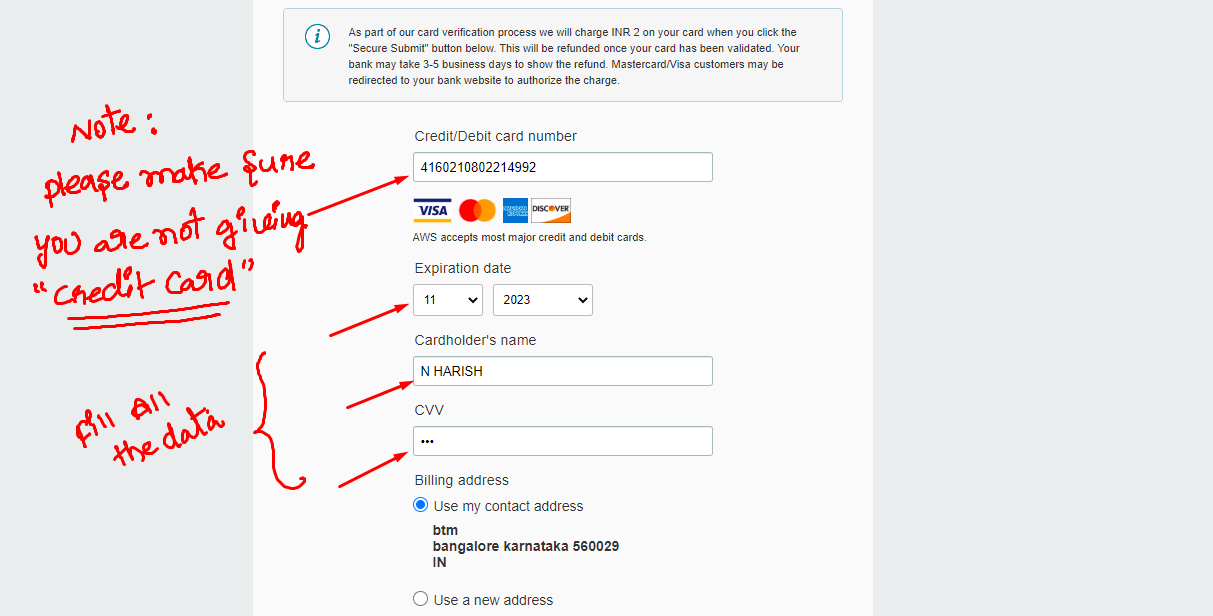 As part of our card verification process we will charge INR 2 on your card when you click the
"Secure Submit" button below. This will be refunded once your card has been validated. Your
bank may take 3-5 business days to show the refund. Mastercard/Visa customers may be
redirected to your bank website to authorize the charge.
Note :
please make sure
you are not giving
"credit card"
Credit/Debit card number
4160210802214992
VISA DISCOVER
AWS accepts most major credit and debit cards.
Expiration date
11 2023
Cardholder's name
N HARISH
fill all
the data
CVV
•••
Billing address
Use my contact address
btm
bangalore karnataka 560029
IN
Use a new address